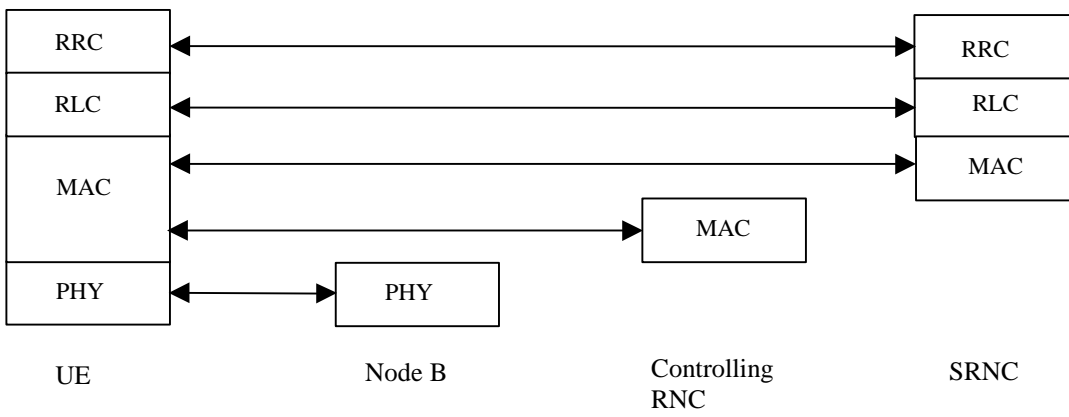 RRC
RRC
RLC
RLC
MAC
MAC
MAC
PHY
PHY
UE
Node B
Controlling
RNC
SRNC